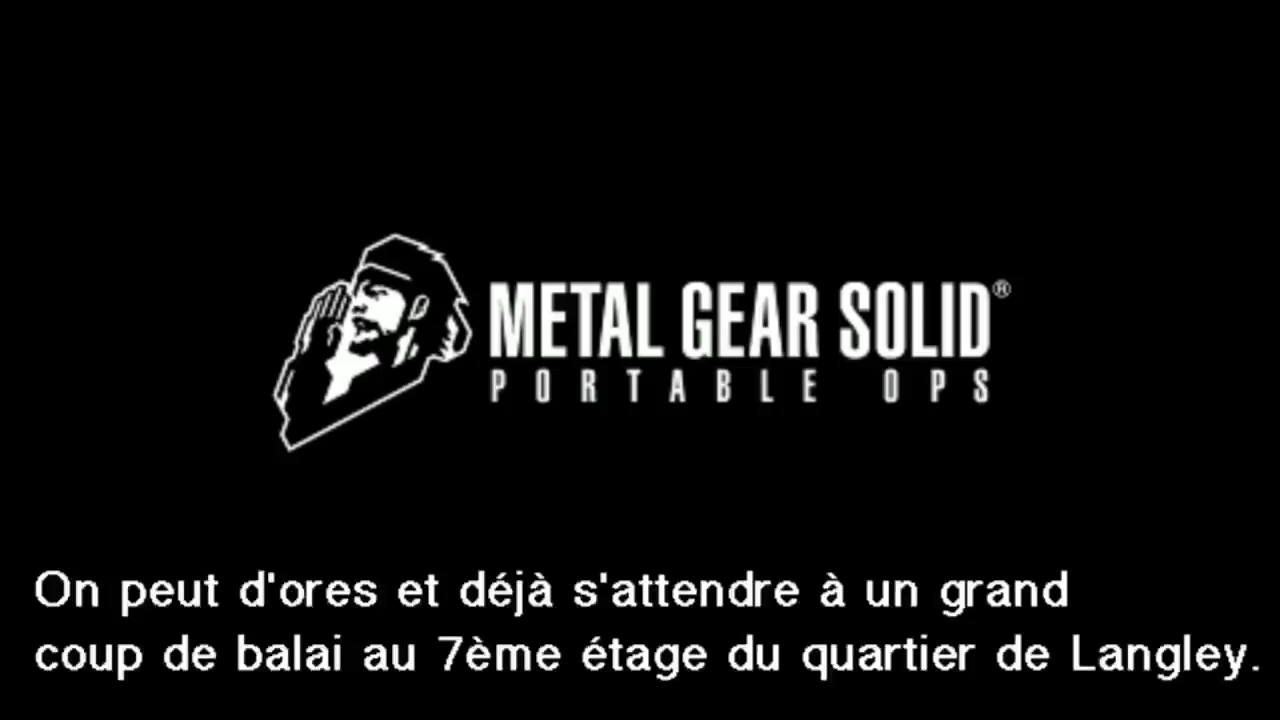 METAL GEAR SOLID®
PORTABLE OPS
On peut d'ores et déjà s'attendre à un grand
coup de balai au 7ème étage du quartier de Langley.